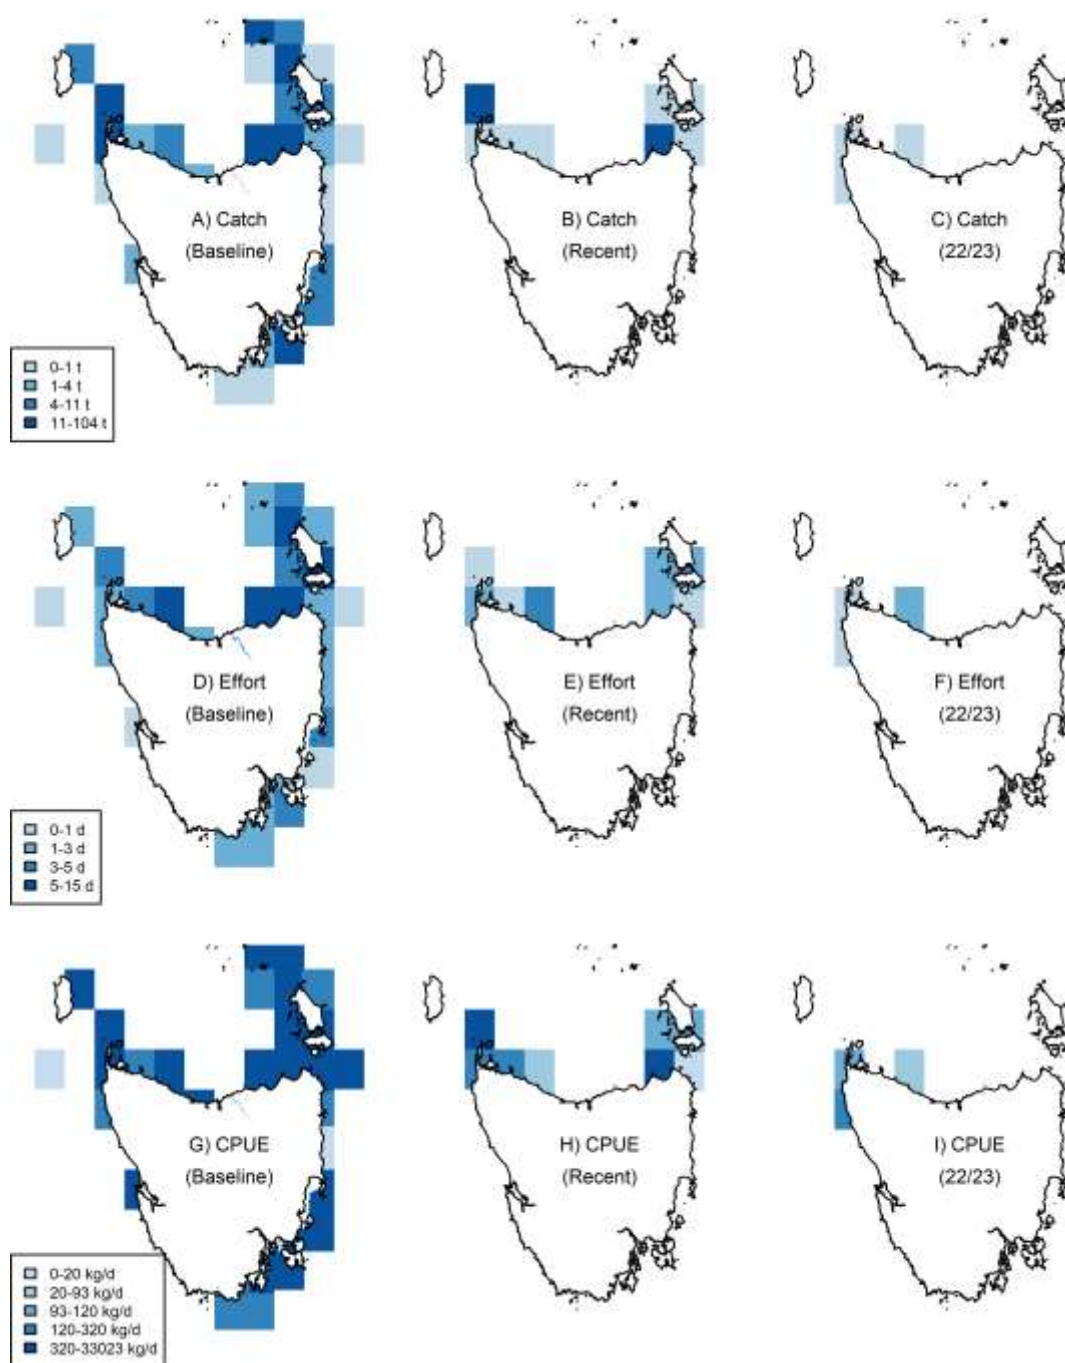 A) Catch
(Baseline)
B) Catch
(Recent)
C) Catch
(22/23)
0-1 t
1-4 t
4-11 t
11-104 t
D) Effort
(Baseline)
E) Effort
(Recent)
F) Effort
(22/23)
0-1 d
1-3 d
3-5 d
5-15 d
G) CPUE
(Baseline)
H) CPUE
(Recent)
I) CPUE
(22/23)
0-20 kg/d
20-93 kg/d
93-120 kg/d
120-320 kg/d
320-33023 kg/d